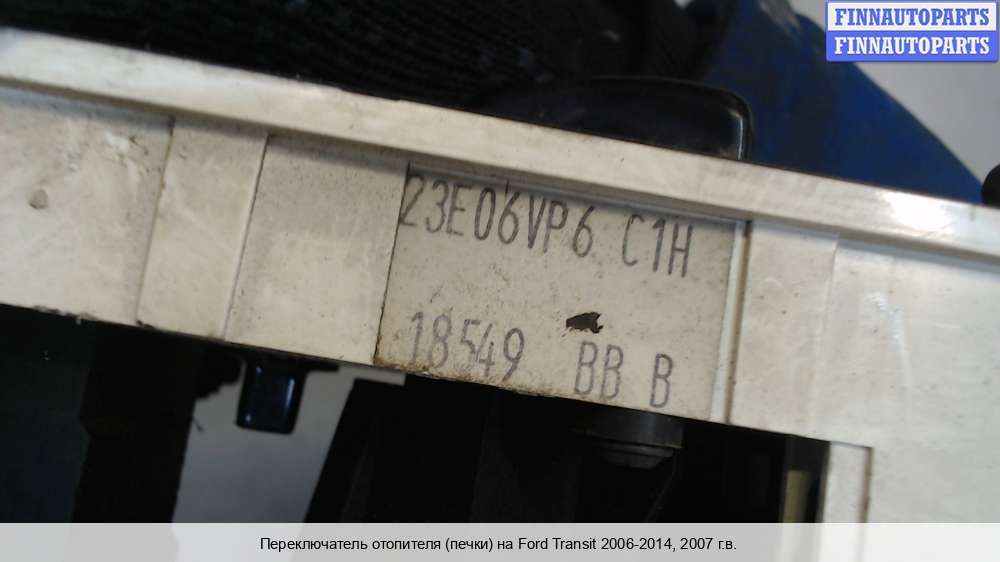 FINNAUTOPARTS
FINNAUTOPARTS
23E06VP6 C1H
18549 BB B
Переключатель отопителя (печки) на Ford Transit 2006-2014, 2007 г.в.